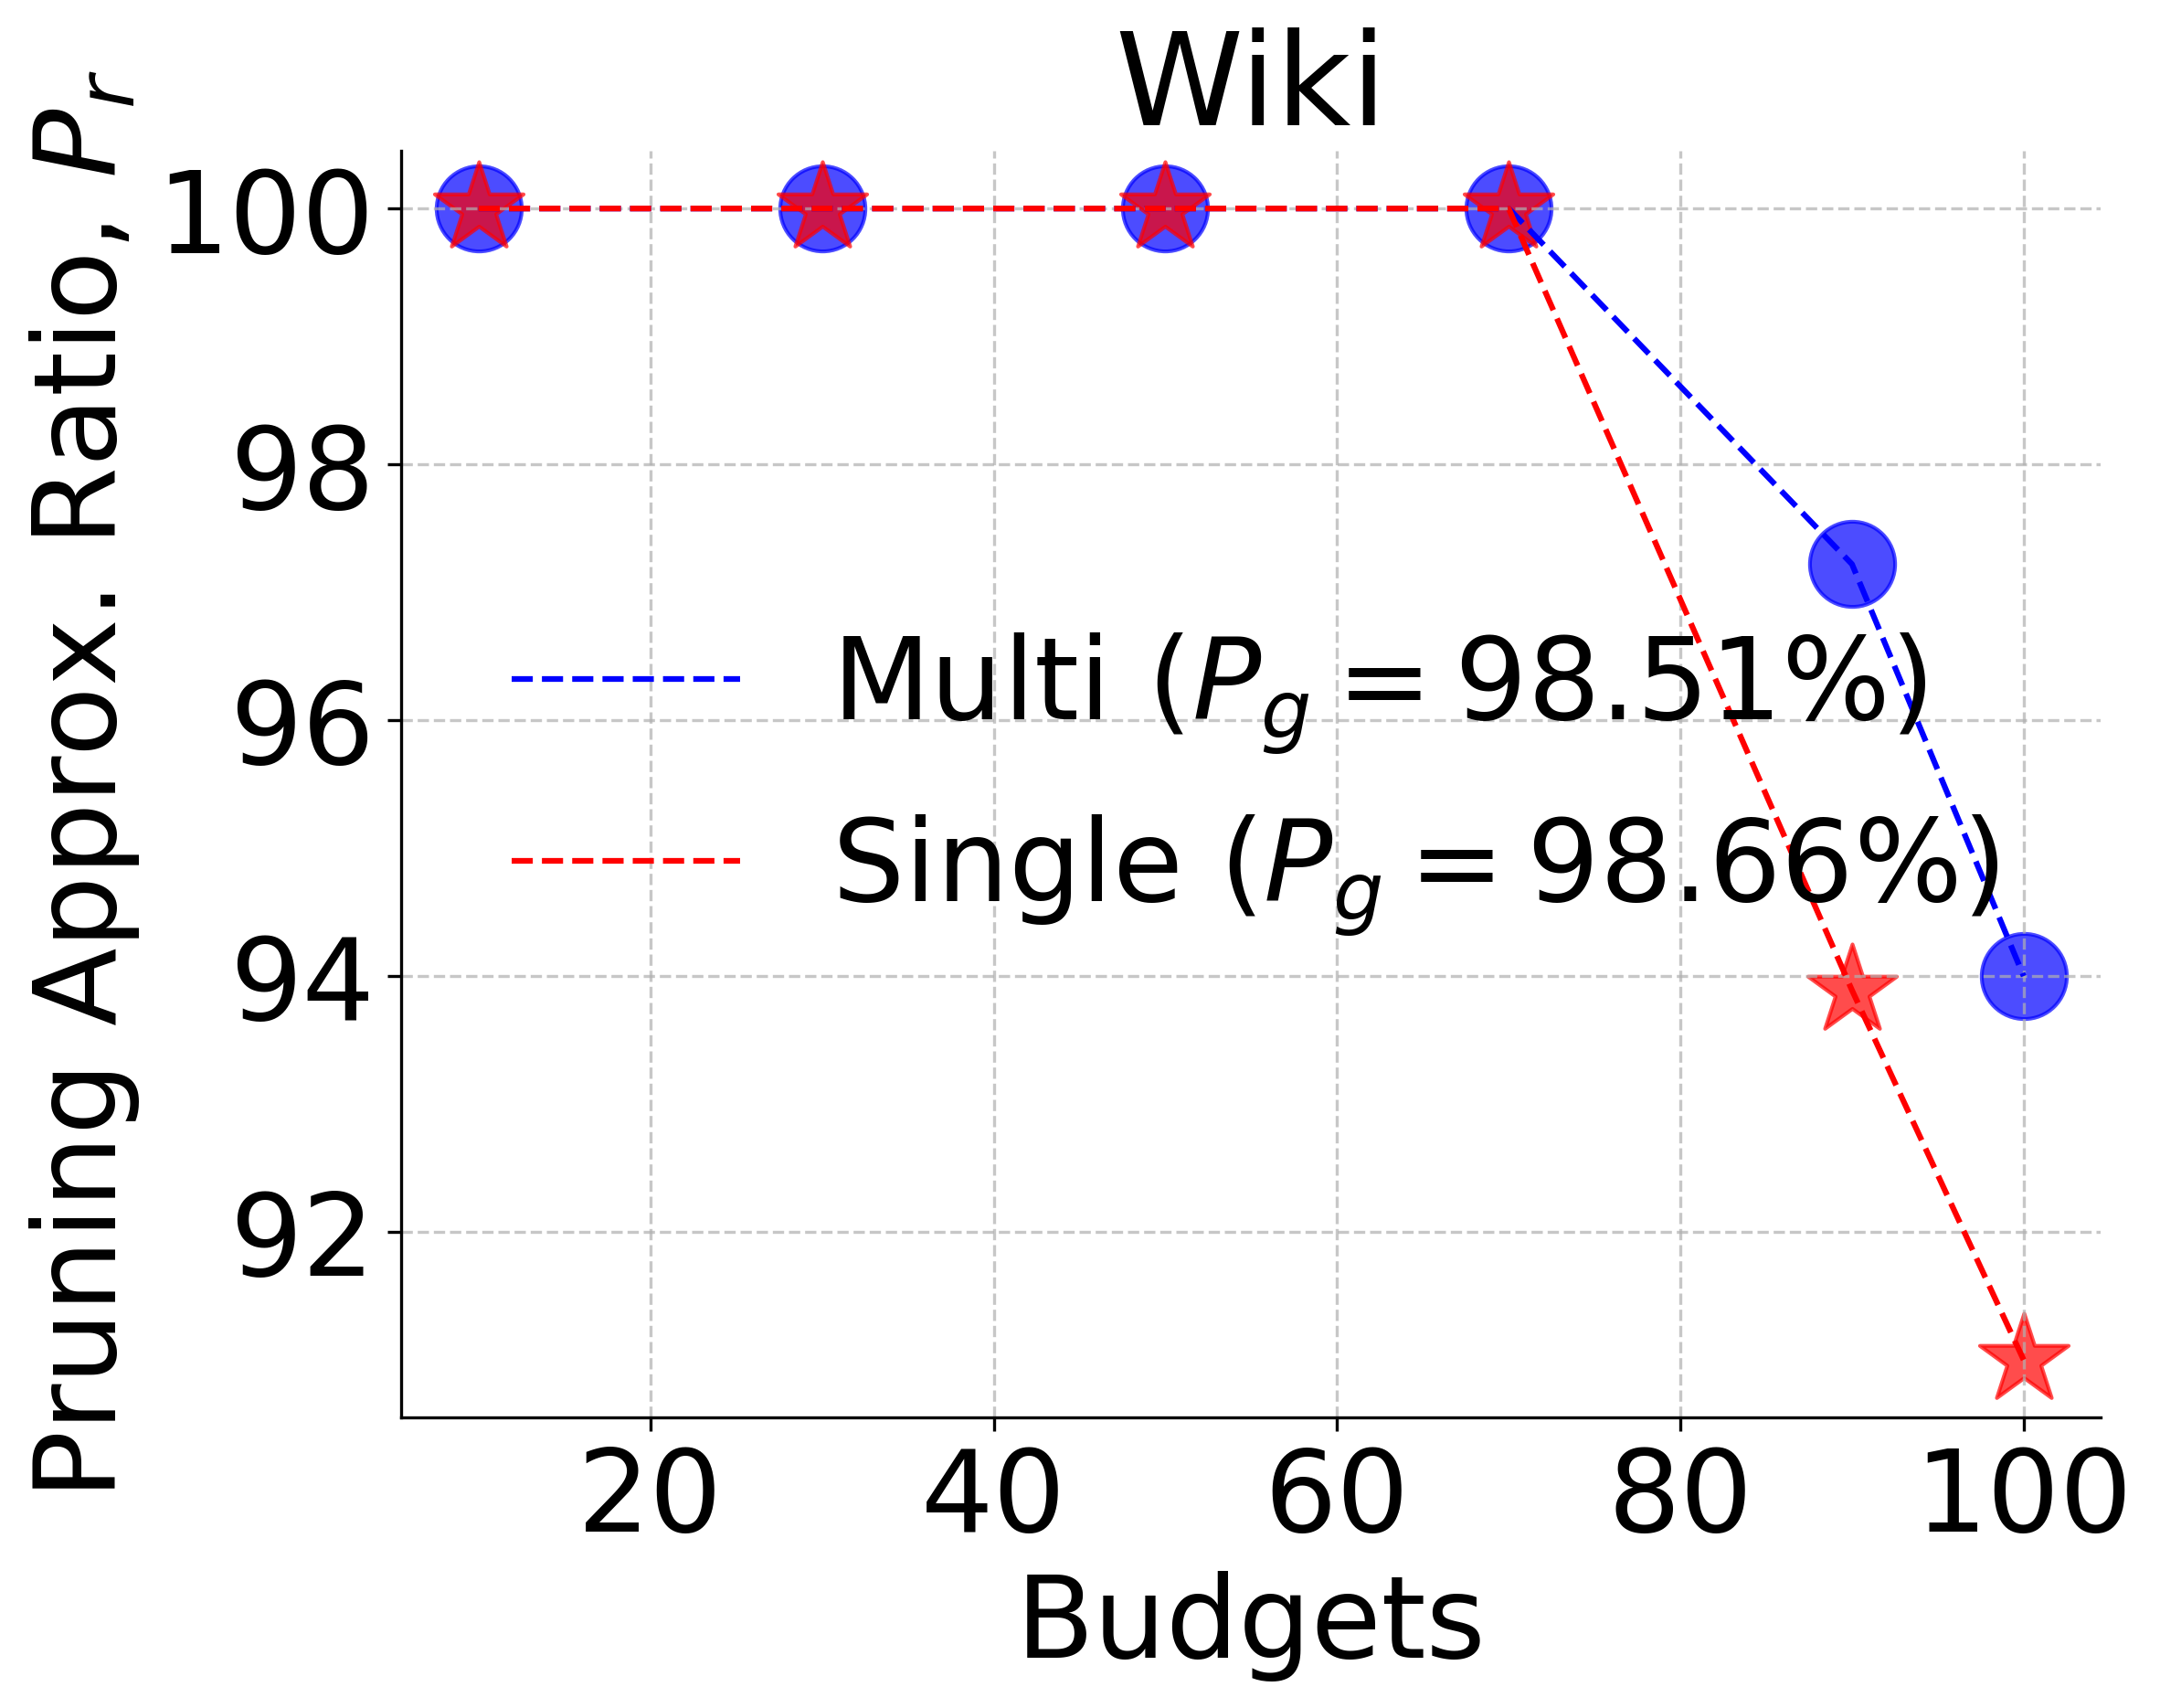 Wiki
Pruning Approx. Ratio, P_r
100
98
96
94
92
Multi (P_g = 98.51%)
Single (P_g = 98.66%)
20 40 60 80 100
Budgets